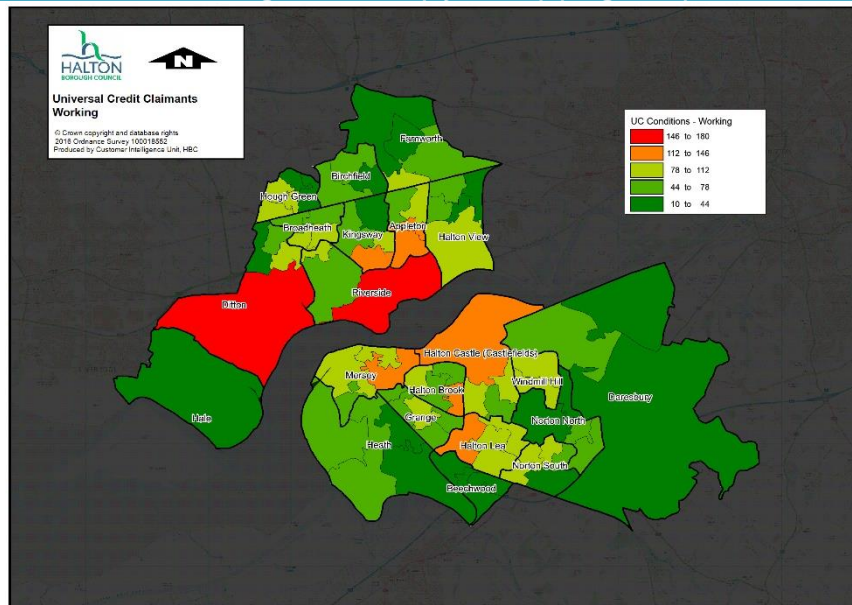 HALTON
BOROUGH COUNCIL
N
Universal Credit Claimants
Working
© Crown copyright and database rights
2018 Ordnance Survey 100018552
Produced by Customer Intelligence Unit, HBC
UC Conditions - Working
146 to 180
112 to 146
78 to 112
44 to 78
10 to 44
Farnworth
Birchfield
Hough Green
Broadheath
Kingsway
Appleton
Halton View
Riverside
Ditton
Hale
Halton Castle (Castlefields)
Mersey
Halton Brook
Windmill Hill
Daresbury
Grange
Norton North
Heath
Halton Lea
Norton South
Beechwood